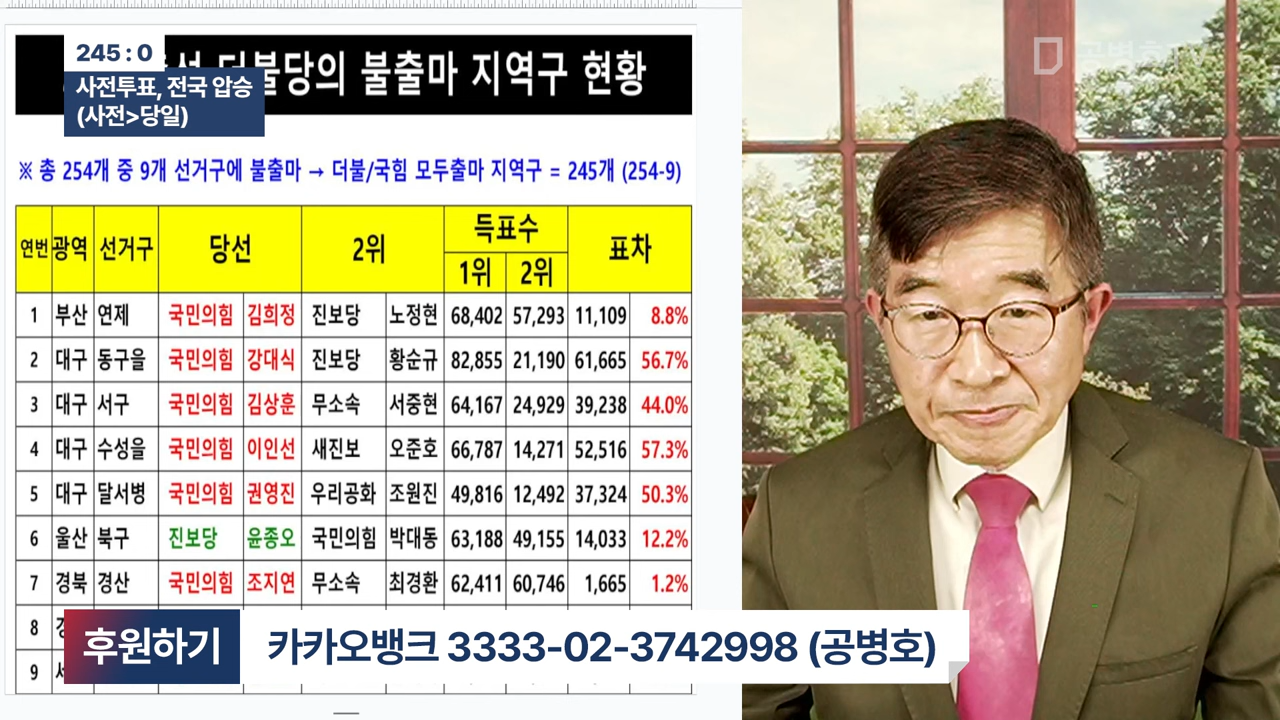 245 : 0
사전투표, 전국 압승
(사전>당일)
더불당의 불출마 지역구 현황
공병호
※ 총 254개 중 9개 선거구에 불출마 → 더불/국힘 모두출마 지역구 = 245개 (254-9)
연번 광역 선거구 당선 2위 득표수 표차
1위 2위
1 부산 연제 국민의힘 김희정 진보당 노정현 68,402 57,293 11,109 8.8%
2 대구 동구을 국민의힘 강대식 진보당 황순규 82,855 21,190 61,665 56.7%
3 대구 서구 국민의힘 김상훈 무소속 서중현 64,167 24,929 39,238 44.0%
4 대구 수성을 국민의힘 이인선 새진보 오준호 66,787 14,271 52,516 57.3%
5 대구 달서병 국민의힘 권영진 우리공화 조원진 49,816 12,492 37,324 50.3%
6 울산 북구 진보당 윤종오 국민의힘 박대동 63,188 49,155 14,033 12.2%
7 경북 경산 국민의힘 조지연 무소속 최경환 62,411 60,746 1,665 1.2%
8
9
후원하기 카카오뱅크 3333-02-3742998 (공병호)